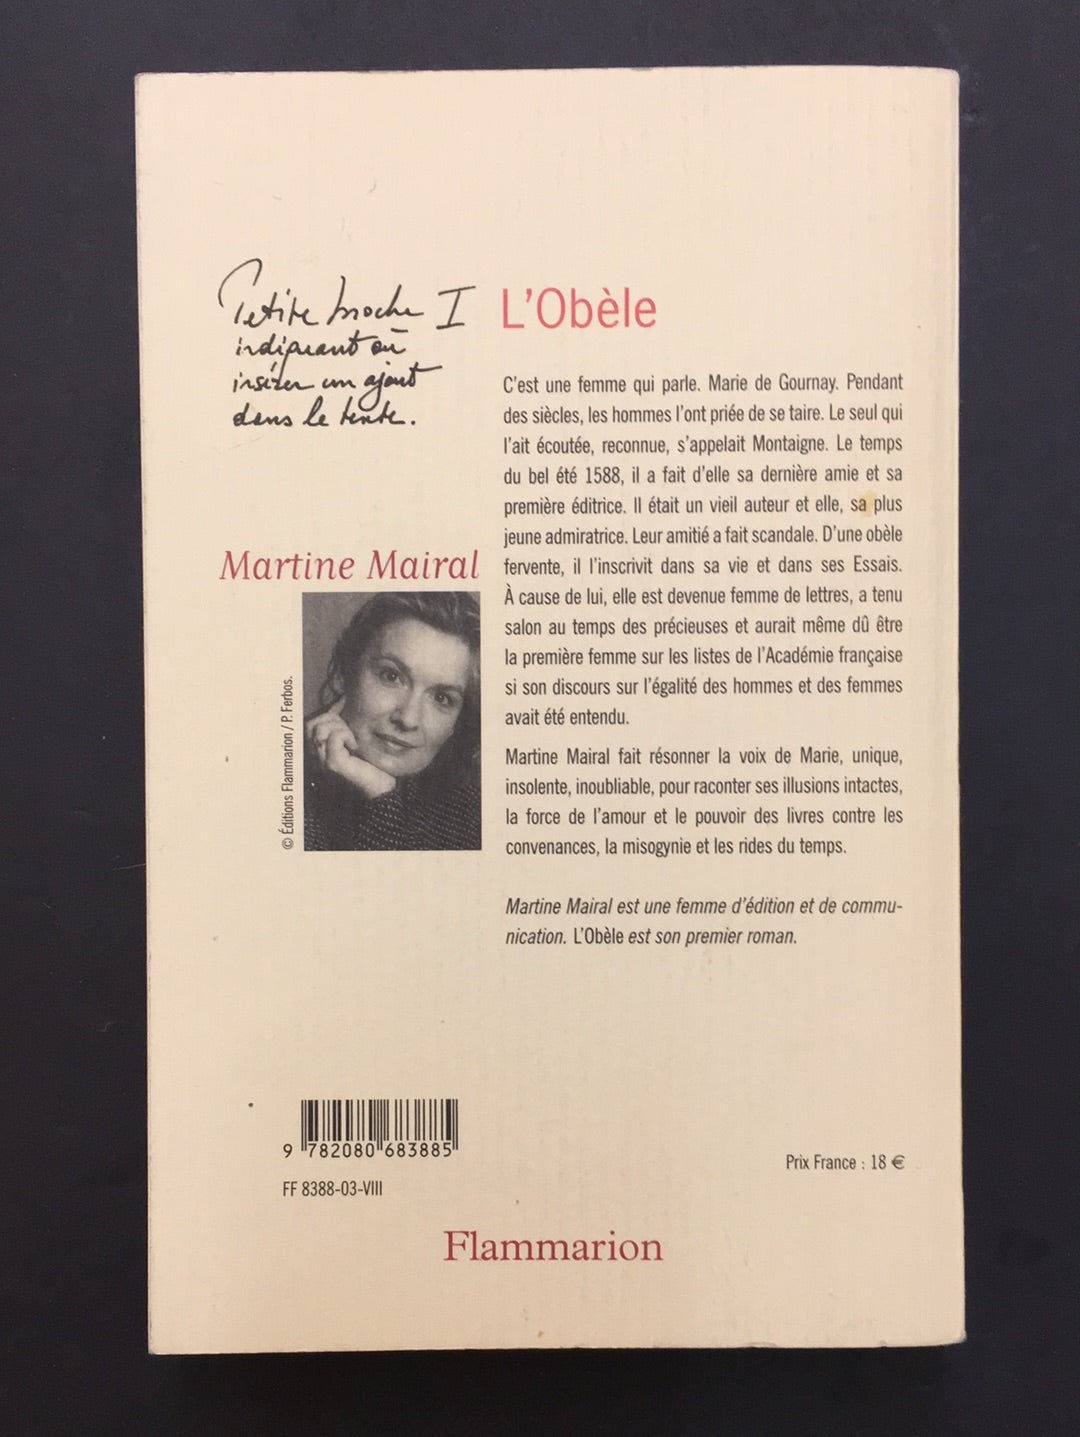 Petite broche I
indiquant où
insérer un ajout
dans le texte.
L'Obèle
C'est une femme qui parle. Marie de Gournay. Pendant
des siècles, les hommes l'ont priée de se taire. Le seul qui
l'ait écoutée, reconnue, s'appelait Montaigne. Le temps
du bel été 1588, il a fait d'elle sa dernière amie et sa
première éditrice. Il était un vieil auteur et elle, sa plus
jeune admiratrice. Leur amitié a fait scandale. D'une obèle
fervente, il l'inscrivit dans sa vie et dans ses Essais.
À cause de lui, elle est devenue femme de lettres, a tenu
salon au temps des précieuses et aurait même dû être
la première femme sur les listes de l'Académie française
si son discours sur l'égalité des hommes et des femmes
avait été entendu.
Martine Mairal fait résonner la voix de Marie, unique,
insolente, inoubliable, pour raconter ses illusions intactes,
la force de l'amour et le pouvoir des livres contre les
convenances, la misogynie et les rides du temps.
Martine Mairal est une femme d'édition et de commu-
nication. L'Obèle est son premier roman.
Martine Mairal
© Éditions Flammarion / P. Ferbos.
9 782080 683885
FF 8388-03-VIII
Prix France : 18 €
Flammarion